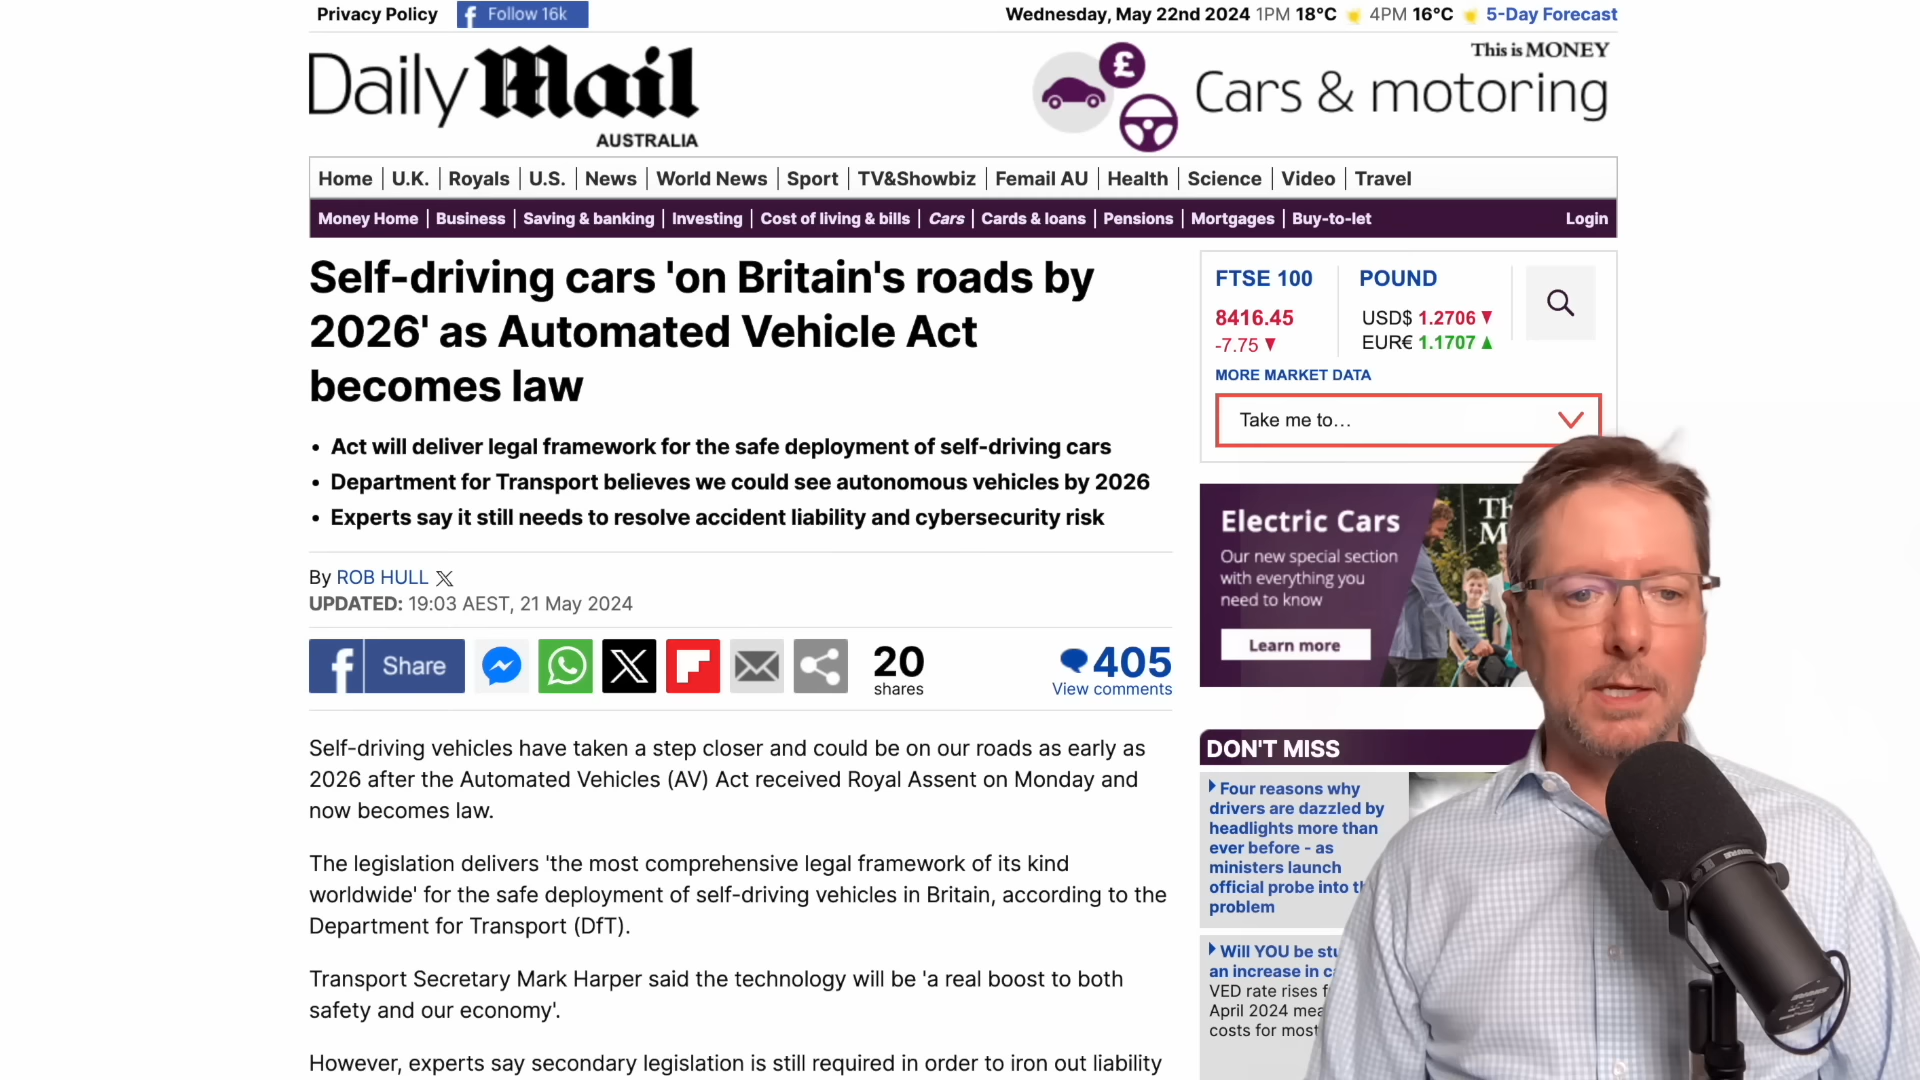 Privacy Policy
Follow 16k
Wednesday, May 22nd 2024 1PM 18°C 4PM 16°C 5-Day Forecast
Daily Mail
AUSTRALIA
This is MONEY
Cars & motoring
Home U.K. Royals U.S. News World News Sport TV&Showbiz Femail AU Health Science Video Travel
Money Home Business Saving & banking Investing Cost of living & bills Cars Cards & loans Pensions Mortgages Buy-to-let Login
Self-driving cars 'on Britain's roads by
2026' as Automated Vehicle Act
becomes law
• Act will deliver legal framework for the safe deployment of self-driving cars
• Department for Transport believes we could see autonomous vehicles by 2026
• Experts say it still needs to resolve accident liability and cybersecurity risk
By ROB HULL
UPDATED: 19:03 AEST, 21 May 2024
Share
20
shares
405
View comments
Self-driving vehicles have taken a step closer and could be on our roads as early as
2026 after the Automated Vehicles (AV) Act received Royal Assent on Monday and
now becomes law.
The legislation delivers 'the most comprehensive legal framework of its kind
worldwide' for the safe deployment of self-driving vehicles in Britain, according to the
Department for Transport (DfT).
Transport Secretary Mark Harper said the technology will be 'a real boost to both
safety and our economy'.
However, experts say secondary legislation is still required in order to iron out liability
FTSE 100
8416.45
-7.75
POUND
USD$ 1.2706
EUR€ 1.1707
MORE MARKET DATA
Take me to...
Electric Cars
Our new special section
with everything you
need to know
Learn more
DON'T MISS
Four reasons why
drivers are dazzled by
headlights more than
ever before - as
ministers launch
official probe into
problem
Will YOU be
an increase in
VED rate rises
April 2024
costs for most